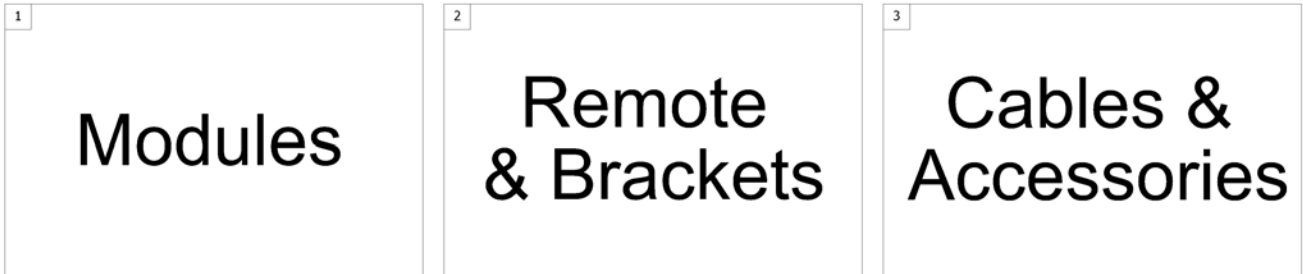 1
Modules
2
Remote
& Brackets
3
Cables &
Accessories